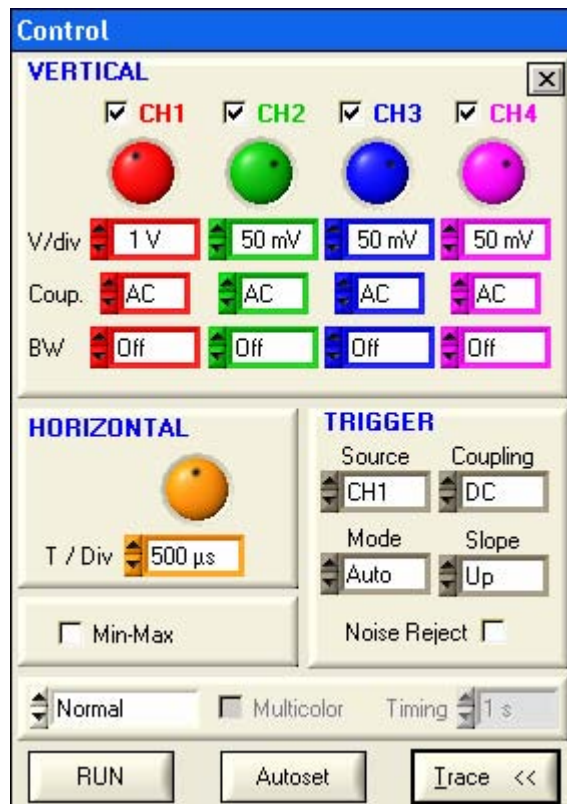 Control
VERTICAL
CH1 CH2 CH3 CH4
V/div 1 V 50 mV 50 mV 50 mV
Coup. AC AC AC AC
BW Off Off Off Off
HORIZONTAL
T / Div 500 µs
Min-Max
TRIGGER
Source Coupling
CH1 DC
Mode Slope
Auto Up
Noise Reject
Normal Multicolor Timing 1 s
RUN Autoset Trace <<